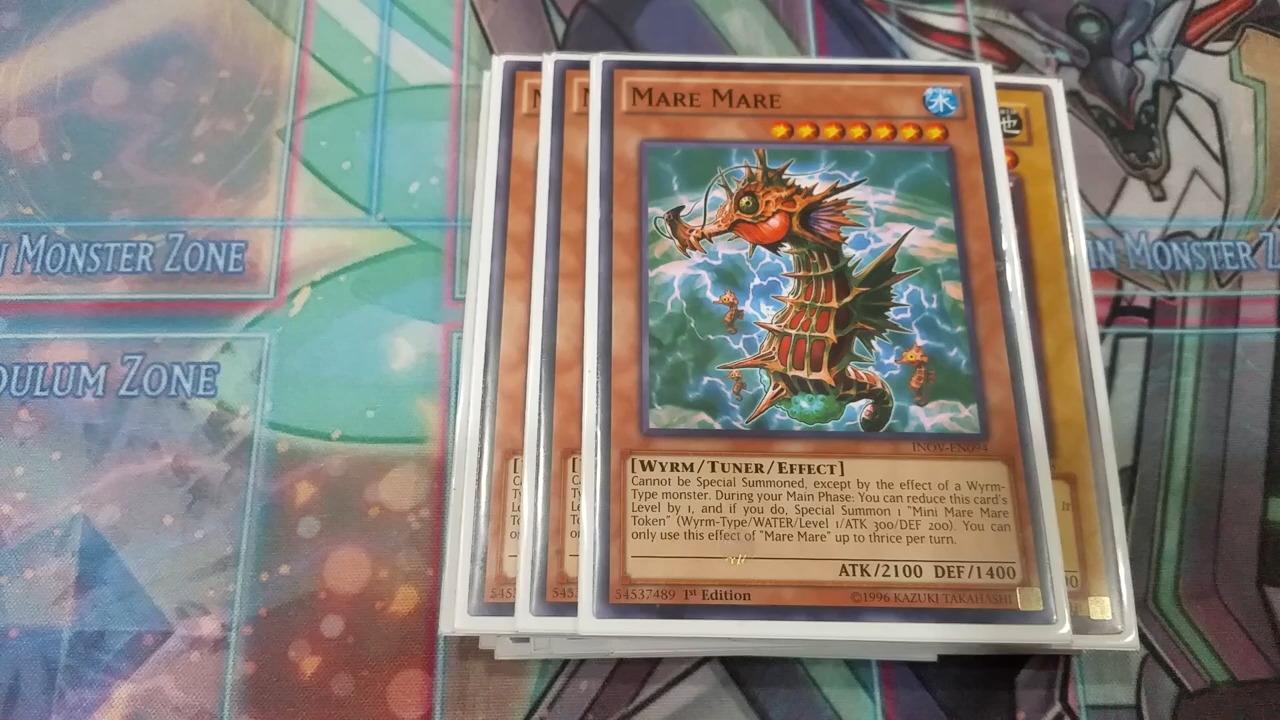 MARE MARE
水
地
N MONSTER ZONE
IN MONSTER Z
DULUM ZONE
INOV-EN094
[WYRM/TUNER/EFFECT]
Cannot be Special Summoned, except by the effect of a Wyrm-
Type monster. During your Main Phase: You can reduce this card's
Level by 1, and if you do, Special Summon 1 "Mini Mare Mare
Token" (Wyrm-Type/WATER/Level 1/ATK 300/DEF 200). You can
only use this effect of "Mare Mare" up to thrice per turn.
ATK/2100 DEF/1400
54537489 1st Edition
©1996 KAZUKI TAKAHASHI